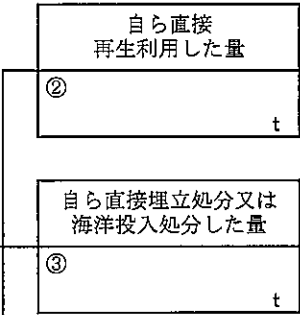 自ら直接
再生利用した量
②
t
自ら直接埋立処分又は
海洋投入処分した量
③
t